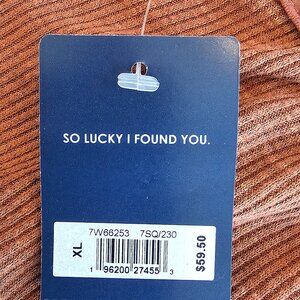 SO LUCKY I FOUND YOU.
7W66253 7SQ/230
XL
1 96200 27455 3
$59.50